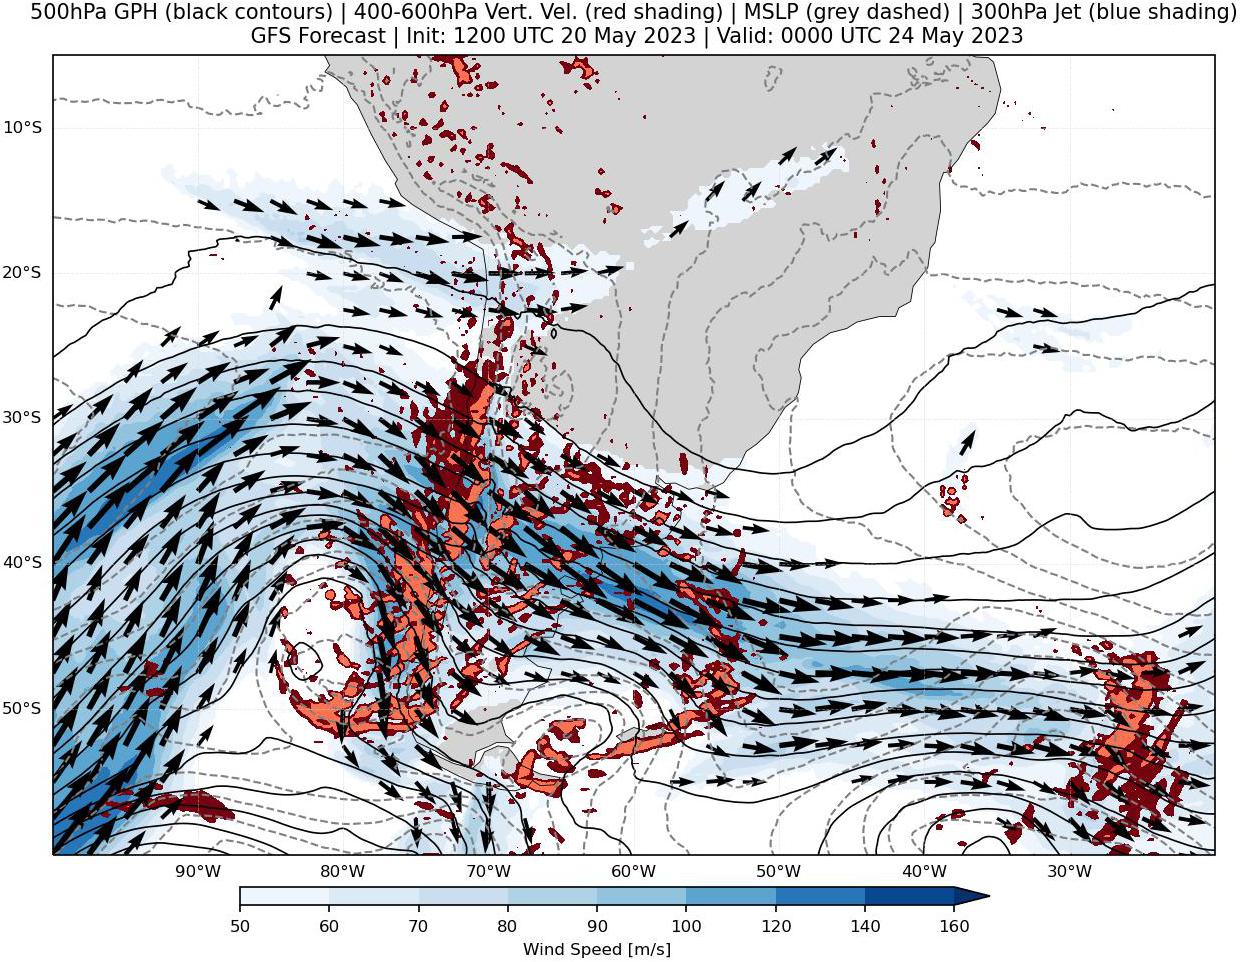 500hPa GPH (black contours) | 400-600hPa Vert. Vel. (red shading) | MSLP (grey dashed) | 300hPa Jet (blue shading)
GFS Forecast | Init: 1200 UTC 20 May 2023 | Valid: 0000 UTC 24 May 2023
10°S
20°S
30°S
40°S
50°S
90°W 80°W 70°W 60°W 50°W 40°W 30°W
50 60 70 80 90 100 120 140 160
Wind Speed [m/s]